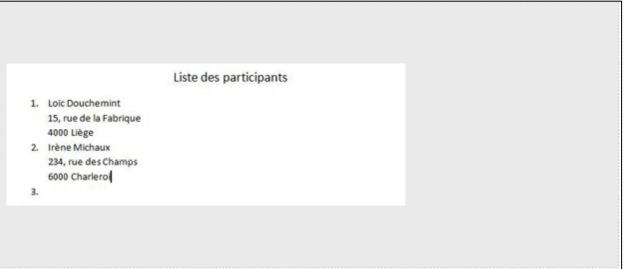 Liste des participants
1. Loïc Douchemint
15, rue de la Fabrique
4000 Liège
2. Irène Michaux
234, rue des Champs
6000 Charleroi
3.